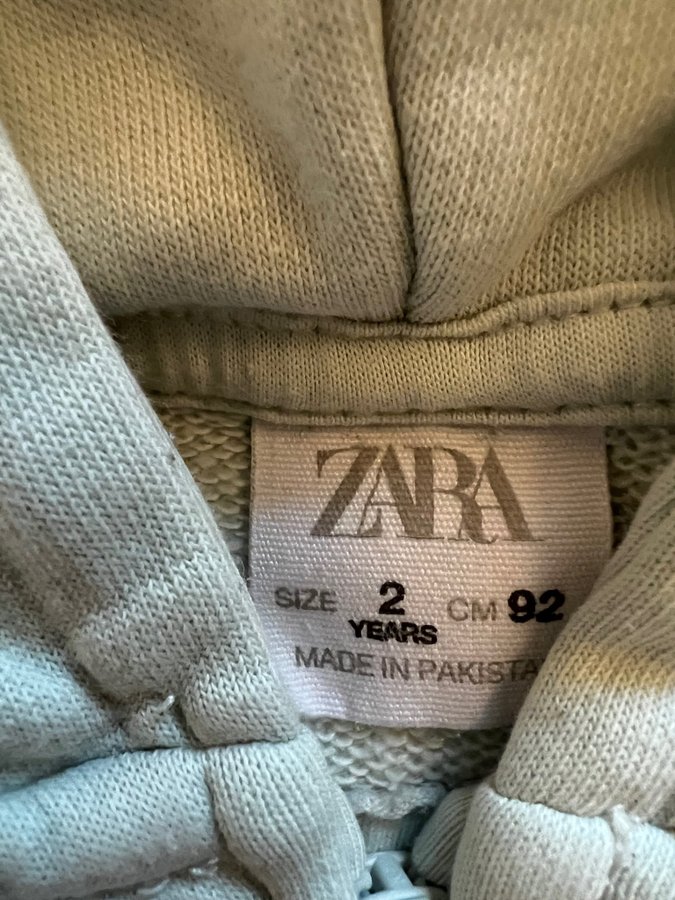 ZARA
SIZE 2 CM 92
YEARS
MADE IN PAKISTA